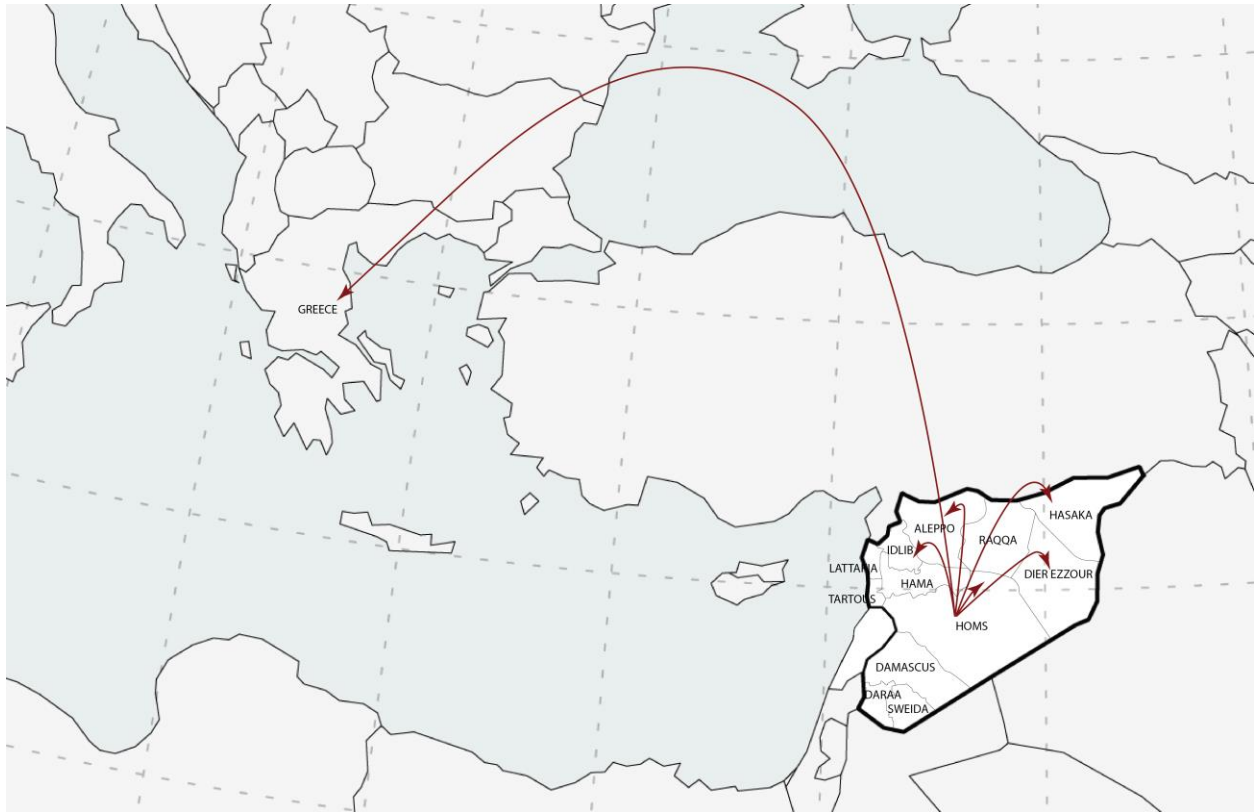 GREECE
HASAKA
ALEPPO
RAQQA
IDLIB
LATTAKIA
DIER EZZOUR
HAMA
TARTOUS
HOMS
DAMASCUS
DARAA
SWEIDA